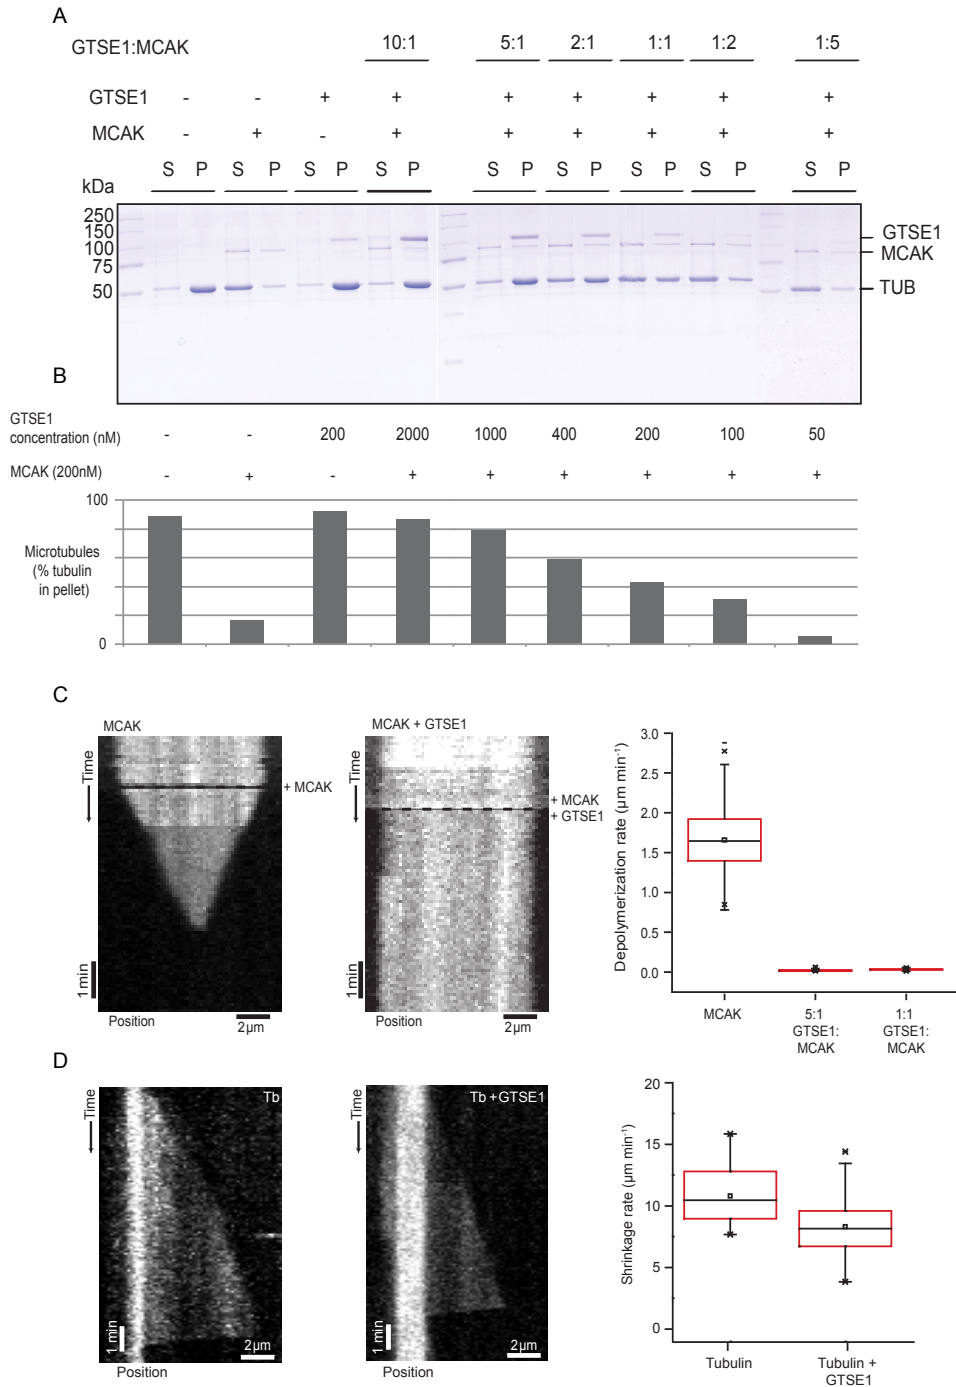 A
GTSE1:MCAK 10:1 5:1 2:1 1:1 1:2 1:5
GTSE1 - - + + + + + + +
MCAK - + - + + + + + +
S P S P S P S P S P S P S P S P S P
kDa
250
150
100
75
50
GTSE1
MCAK
TUB
B
GTSE1
concentration (nM) - - 200 2000 1000 400 200 100 50
MCAK (200nM) - + - + + + + + +
100
Microtubules
(% tubulin
in pellet)
0
C
MCAK
Time
+ MCAK
1 min
Position
2µm
MCAK + GTSE1
Time
+ MCAK
+ GTSE1
1 min
Position
2µm
Depolymerization rate (µm min⁻¹)
3.0
2.5
2.0
1.5
1.0
0.5
0.0
MCAK
5:1
GTSE1:
MCAK
1:1
GTSE1:
MCAK
D
Time
Tb
1 min
2µm
Position
Time
Tb +GTSE1
1 min
2µm
Position
Shrinkage rate (µm min⁻¹)
20
15
10
5
0
Tubulin
Tubulin +
GTSE1